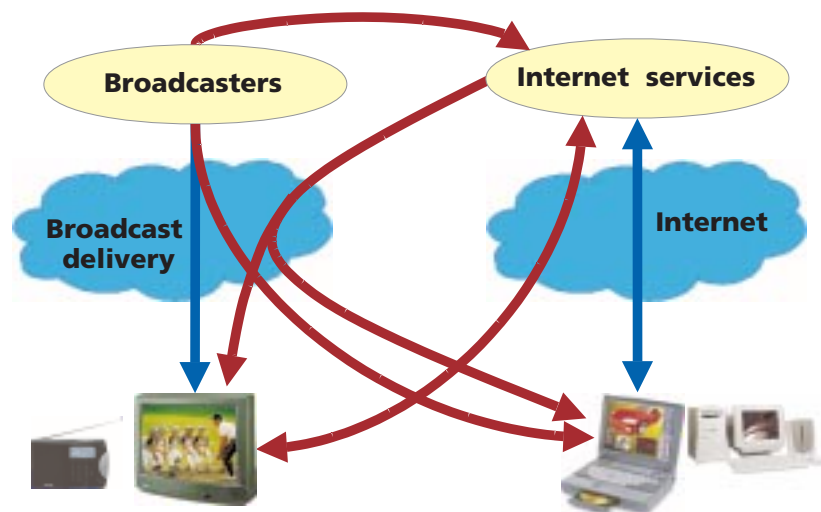 Broadcasters
Internet services
Broadcast
delivery
Internet